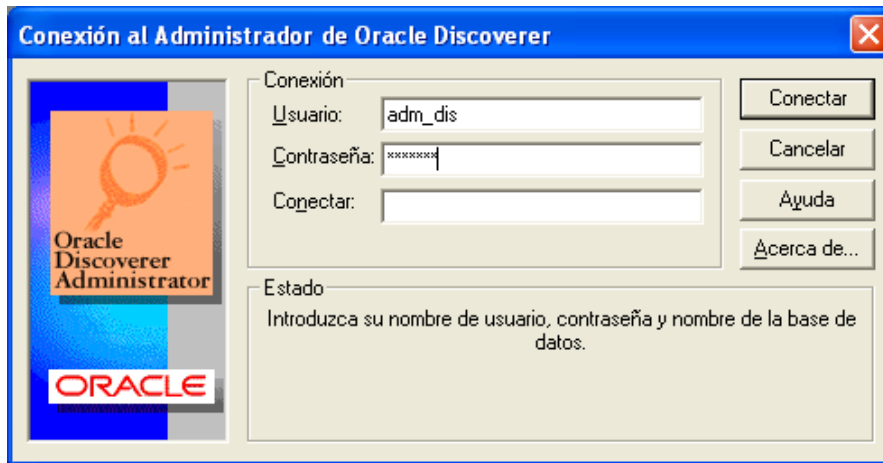 Conexión al Administrador de Oracle Discoverer
Conexión
Usuario: adm_dis
Contraseña: *******
Conectar:
Conectar
Cancelar
Ayuda
Acerca de...
Oracle
Discoverer
Administrator
ORACLE
Estado
Introduzca su nombre de usuario, contraseña y nombre de la base de
datos.